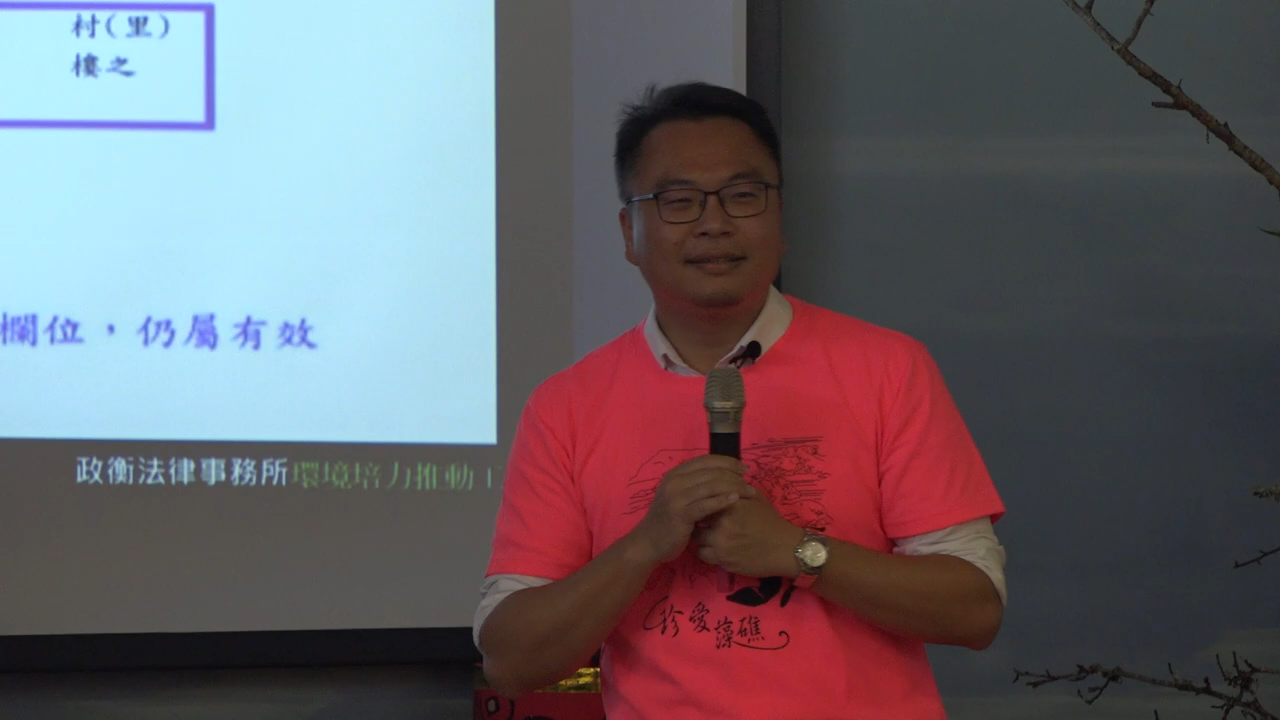 村(里)
樓之
欄位，仍屬有效
政衡法律事務所環境培力推動
珍愛藻礁